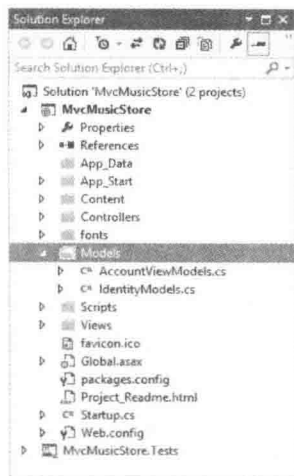 Solution Explorer
Search Solution Explorer (Ctrl+;)
Solution 'MvcMusicStore' (2 projects)
MvcMusicStore
Properties
References
App_Data
App_Start
Content
Controllers
fonts
Models
C# AccountViewModels.cs
C# IdentityModels.cs
Scripts
Views
favicon.ico
Global.asax
packages.config
Project_Readme.html
C# Startup.cs
Web.config
MvcMusicStore.Tests